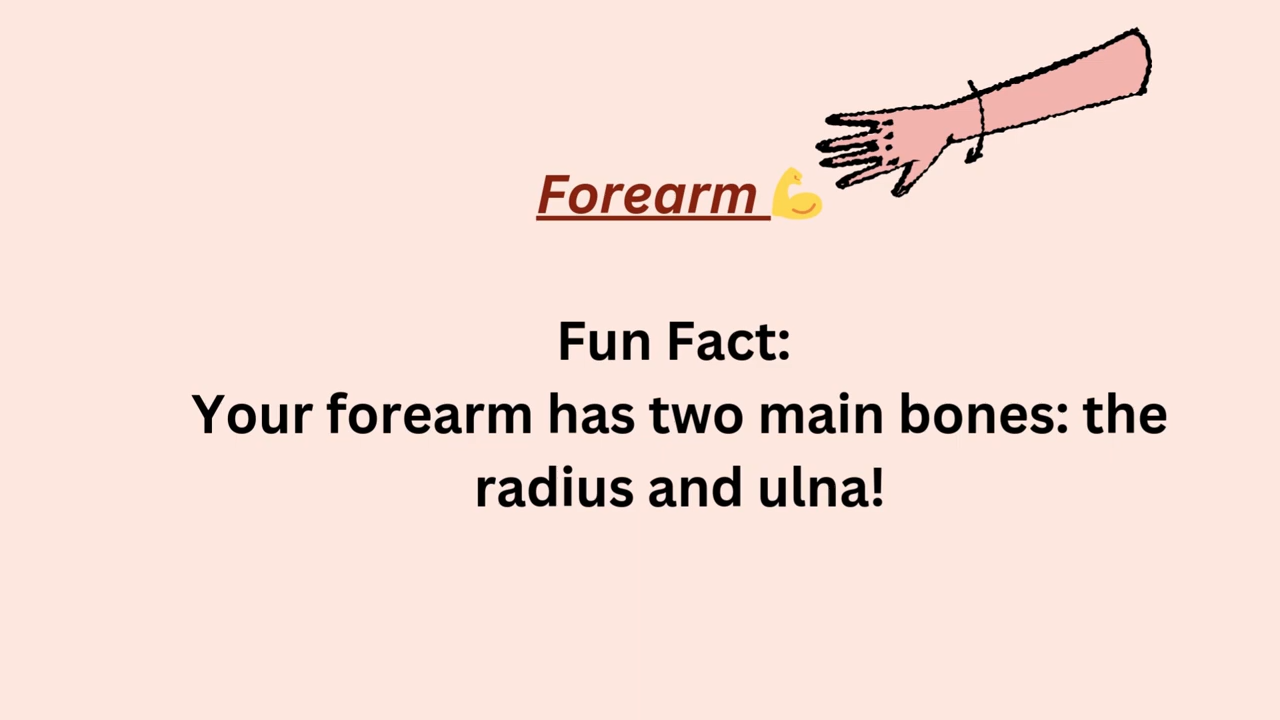 Forearm 💪
Fun Fact:
Your forearm has two main bones: the
radius and ulna!